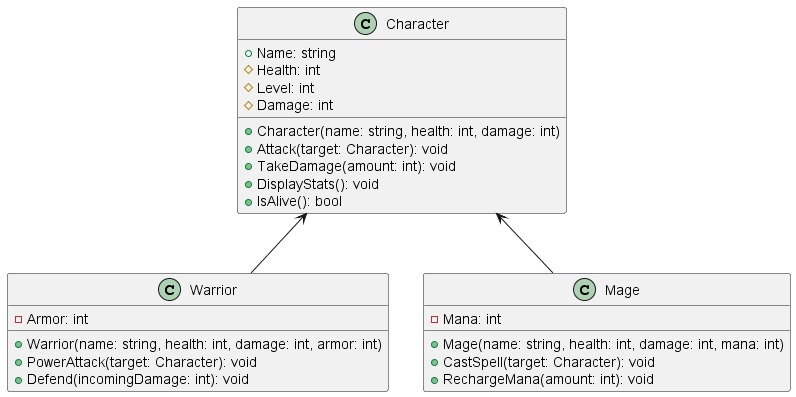 C Character
Name: string
Health: int
Level: int
Damage: int
Character(name: string, health: int, damage: int)
Attack(target: Character): void
TakeDamage(amount: int): void
DisplayStats(): void
IsAlive(): bool
C Warrior
Armor: int
Warrior(name: string, health: int, damage: int, armor: int)
PowerAttack(target: Character): void
Defend(incomingDamage: int): void
C Mage
Mana: int
Mage(name: string, health: int, damage: int, mana: int)
CastSpell(target: Character): void
RechargeMana(amount: int): void